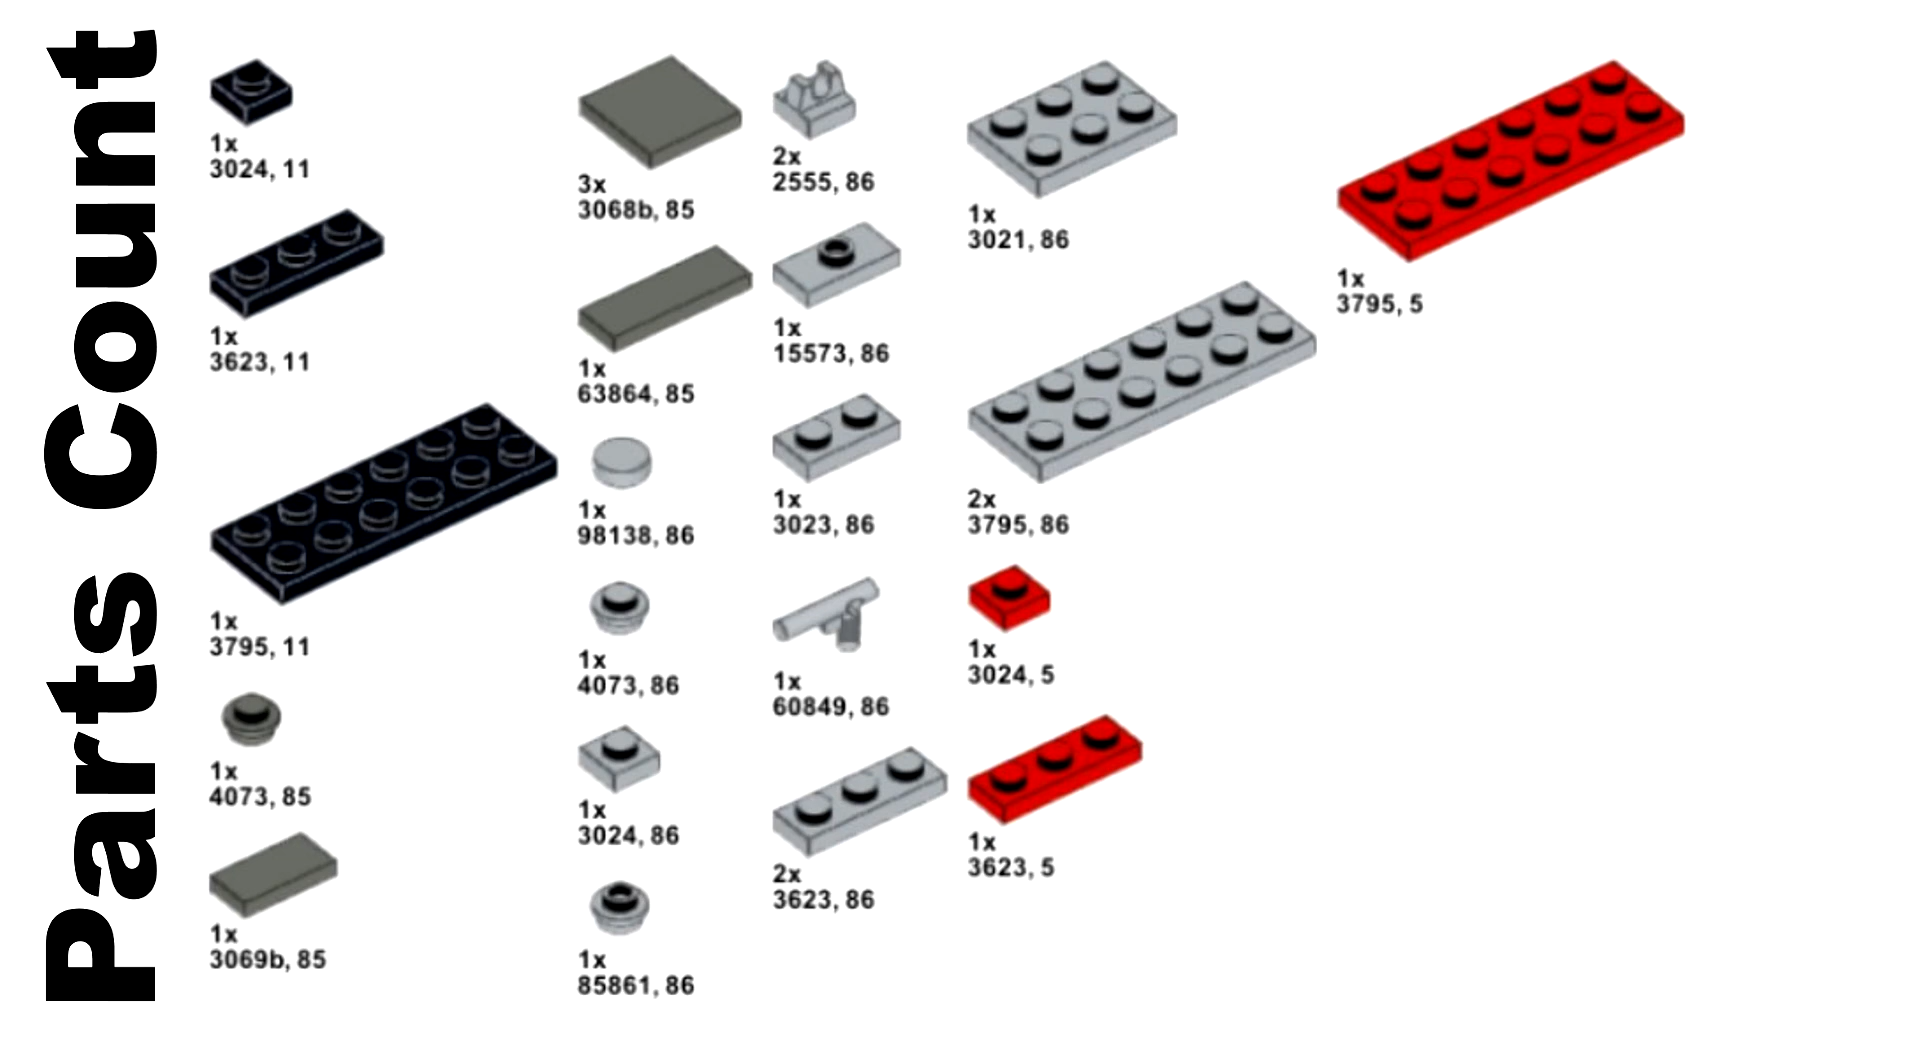 Parts Count
1x
3024, 11
1x
3623, 11
1x
3795, 11
1x
4073, 85
1x
3069b, 85
3x
3068b, 85
1x
63864, 85
1x
98138, 86
1x
4073, 86
1x
3024, 86
1x
85861, 86
2x
2555, 86
1x
15573, 86
1x
3023, 86
1x
60849, 86
2x
3623, 86
1x
3021, 86
2x
3795, 86
1x
3024, 5
1x
3623, 5
1x
3795, 5